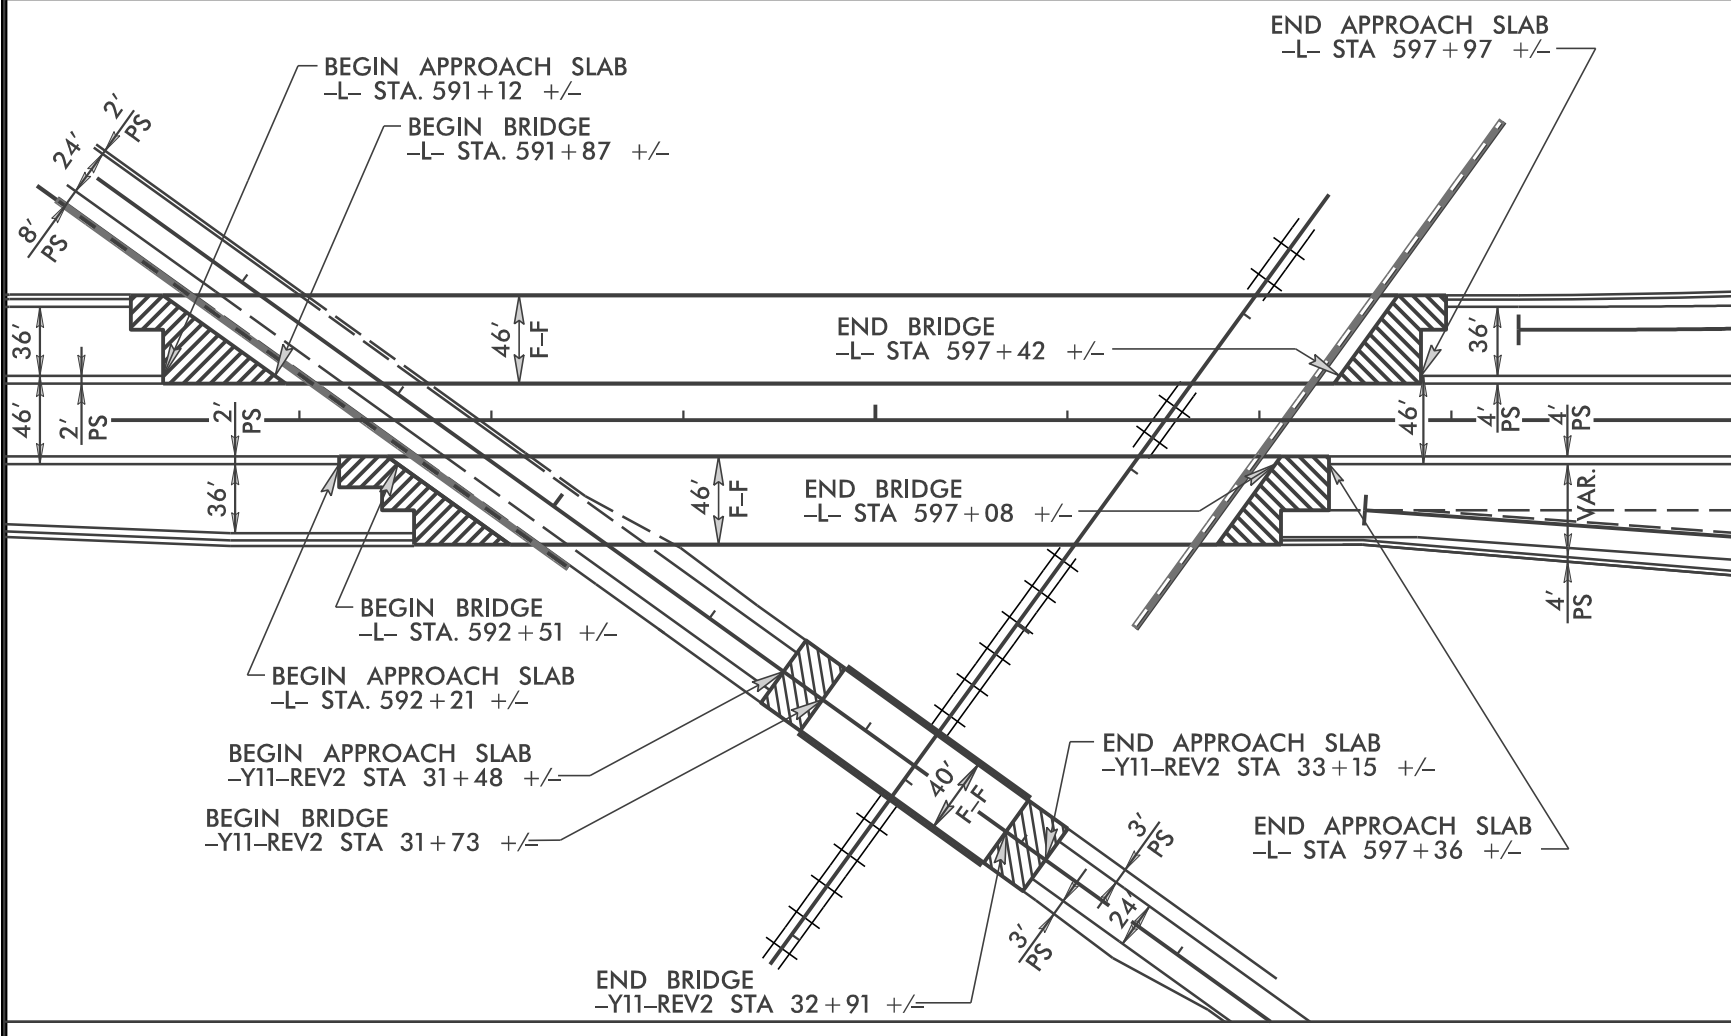 END APPROACH SLAB
-L- STA 597+97 +/-
BEGIN APPROACH SLAB
-L- STA. 591+12 +/-
BEGIN BRIDGE
-L- STA. 591+87 +/-
2'
PS
24'
8'
PS
36'
46'
2'
PS
2'
PS
36'
46'
F-F
END BRIDGE
-L- STA 597+42 +/-
36'
46'
4'
PS
4'
PS
VAR.
4'
PS
46'
F-F
END BRIDGE
-L- STA 597+08 +/-
BEGIN BRIDGE
-L- STA. 592+51 +/-
BEGIN APPROACH SLAB
-L- STA. 592+21 +/-
BEGIN APPROACH SLAB
-Y11-REV2 STA 31+48 +/-
BEGIN BRIDGE
-Y11-REV2 STA 31+73 +/-
40'
F-F
END APPROACH SLAB
-Y11-REV2 STA 33+15 +/-
END APPROACH SLAB
-L- STA 597+36 +/-
3'
PS
24'
3'
PS
END BRIDGE
-Y11-REV2 STA 32+91 +/-